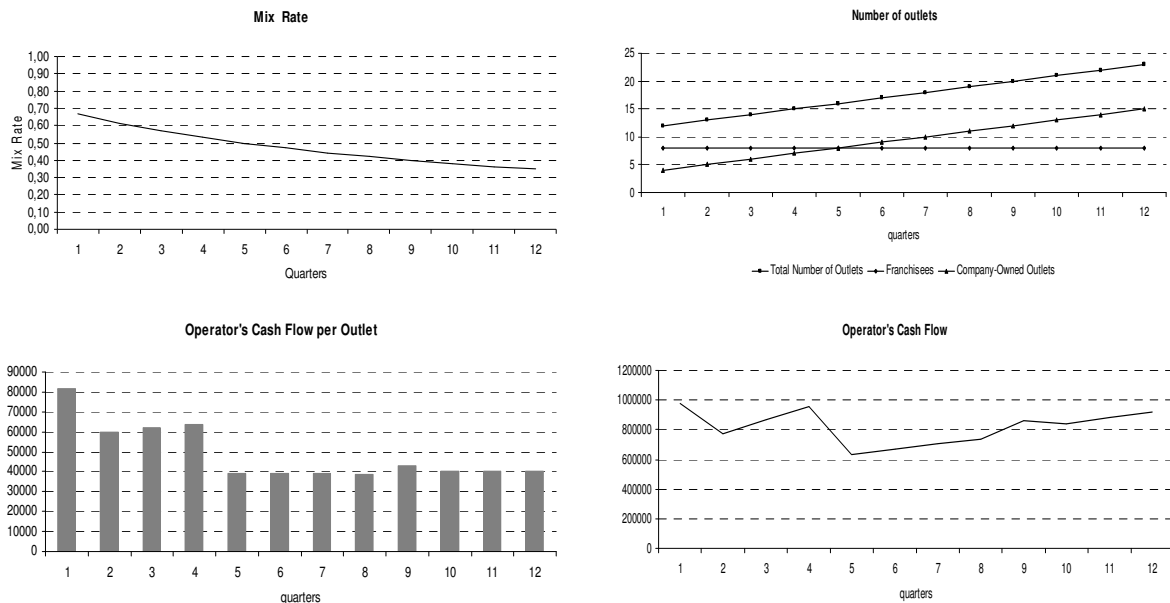 Mix Rate
1,00
0,90
0,80
0,70
0,60
0,50
0,40
0,30
0,20
0,10
0,00
Mix Rate
1 2 3 4 5 6 7 8 9 10 11 12
Quarters
Number of outlets
25
20
15
10
5
0
1 2 3 4 5 6 7 8 9 10 11 12
quarters
Total Number of Outlets Franchisees Company-Owned Outlets
Operator's Cash Flow per Outlet
90000
80000
70000
60000
50000
40000
30000
20000
10000
0
1 2 3 4 5 6 7 8 9 10 11 12
quarters
Operator's Cash Flow
1200000
1000000
800000
600000
400000
200000
0
1 2 3 4 5 6 7 8 9 10 11 12
quarters